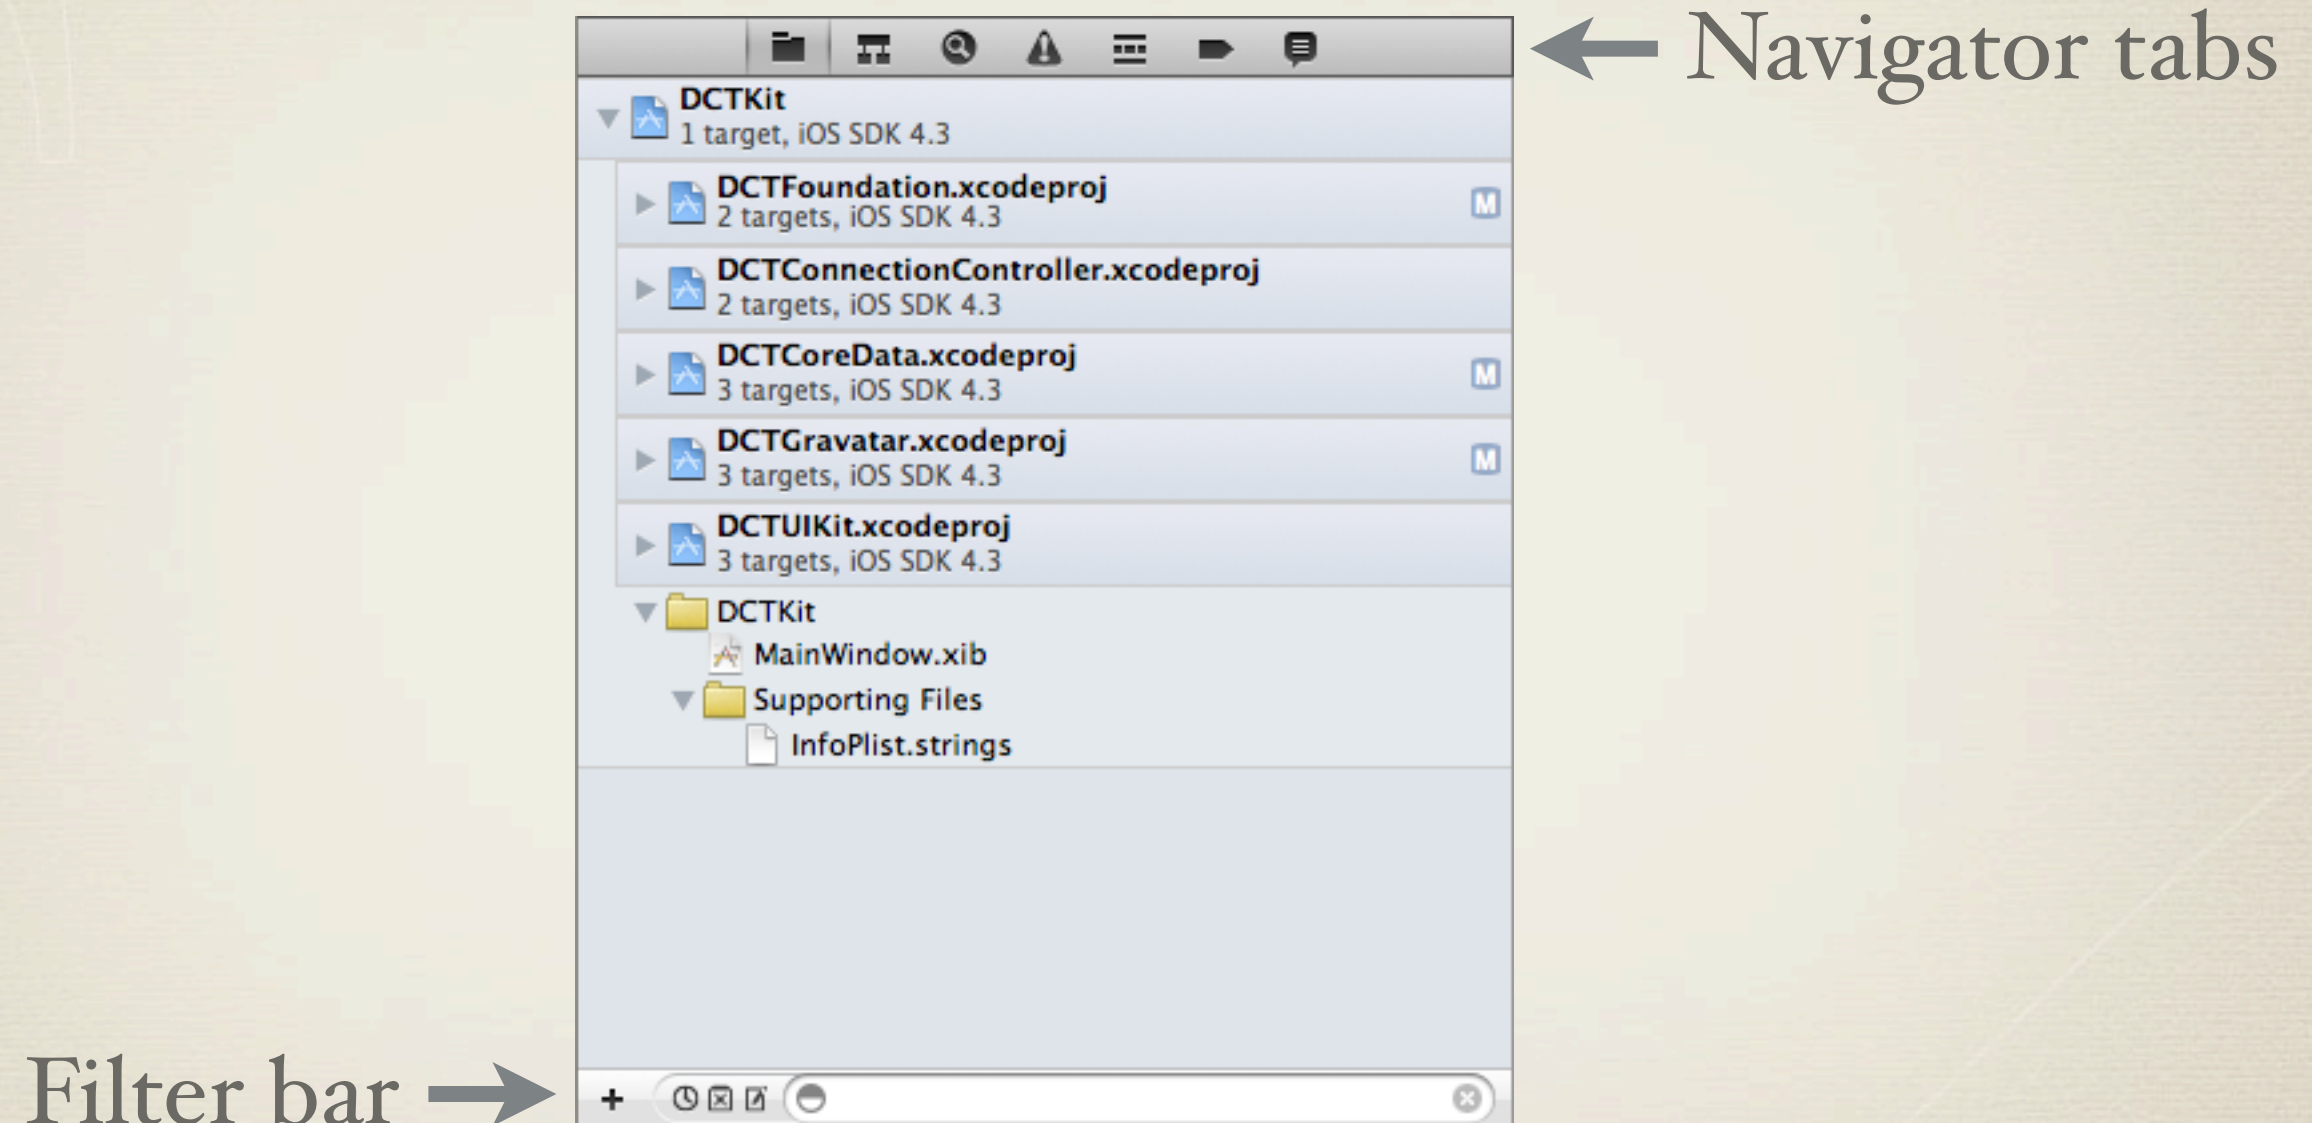 Navigator tabs
DCTKit
1 target, iOS SDK 4.3
DCTFoundation.xcodeproj
2 targets, iOS SDK 4.3
M
DCTConnectionController.xcodeproj
2 targets, iOS SDK 4.3
DCTCoreData.xcodeproj
3 targets, iOS SDK 4.3
M
DCTGravatar.xcodeproj
3 targets, iOS SDK 4.3
M
DCTUIKit.xcodeproj
3 targets, iOS SDK 4.3
DCTKit
MainWindow.xib
Supporting Files
InfoPlist.strings
Filter bar